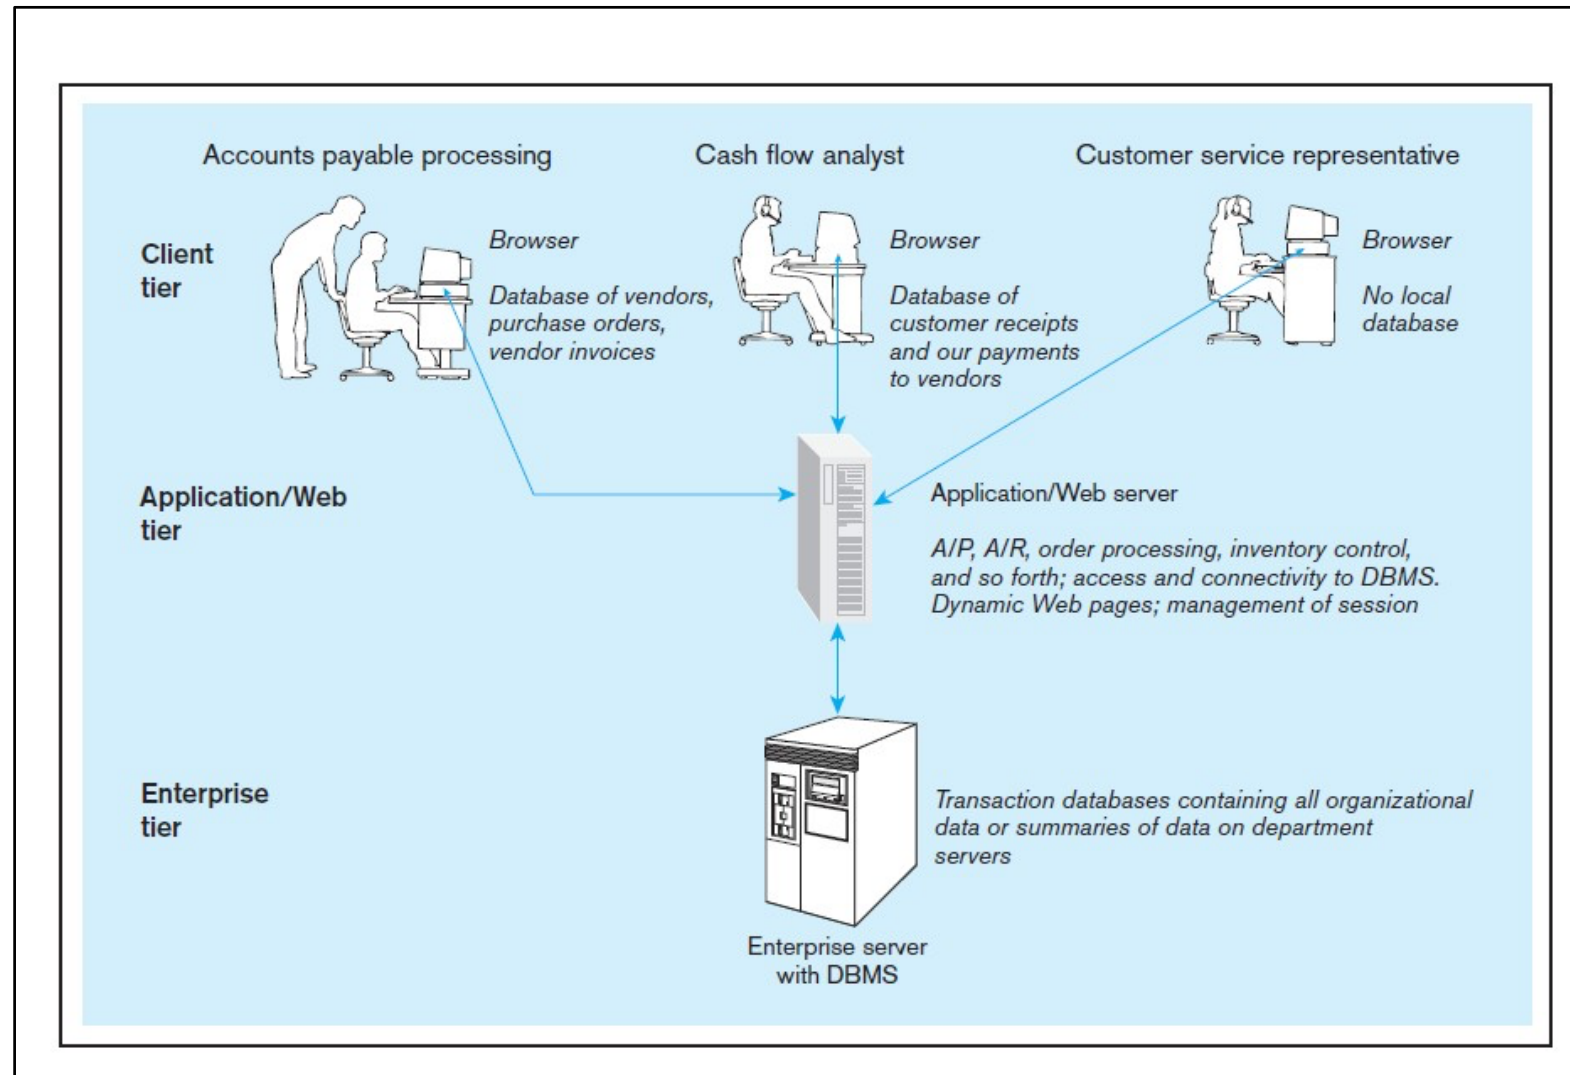 Accounts payable processing
Cash flow analyst
Customer service representative
Client
tier
Browser
Database of vendors,
purchase orders,
vendor invoices
Browser
Database of
customer receipts
and our payments
to vendors
Browser
No local
database
Application/Web
tier
Application/Web server
A/P, A/R, order processing, inventory control,
and so forth; access and connectivity to DBMS.
Dynamic Web pages; management of session
Enterprise
tier
Transaction databases containing all organizational
data or summaries of data on department
servers
Enterprise server
with DBMS